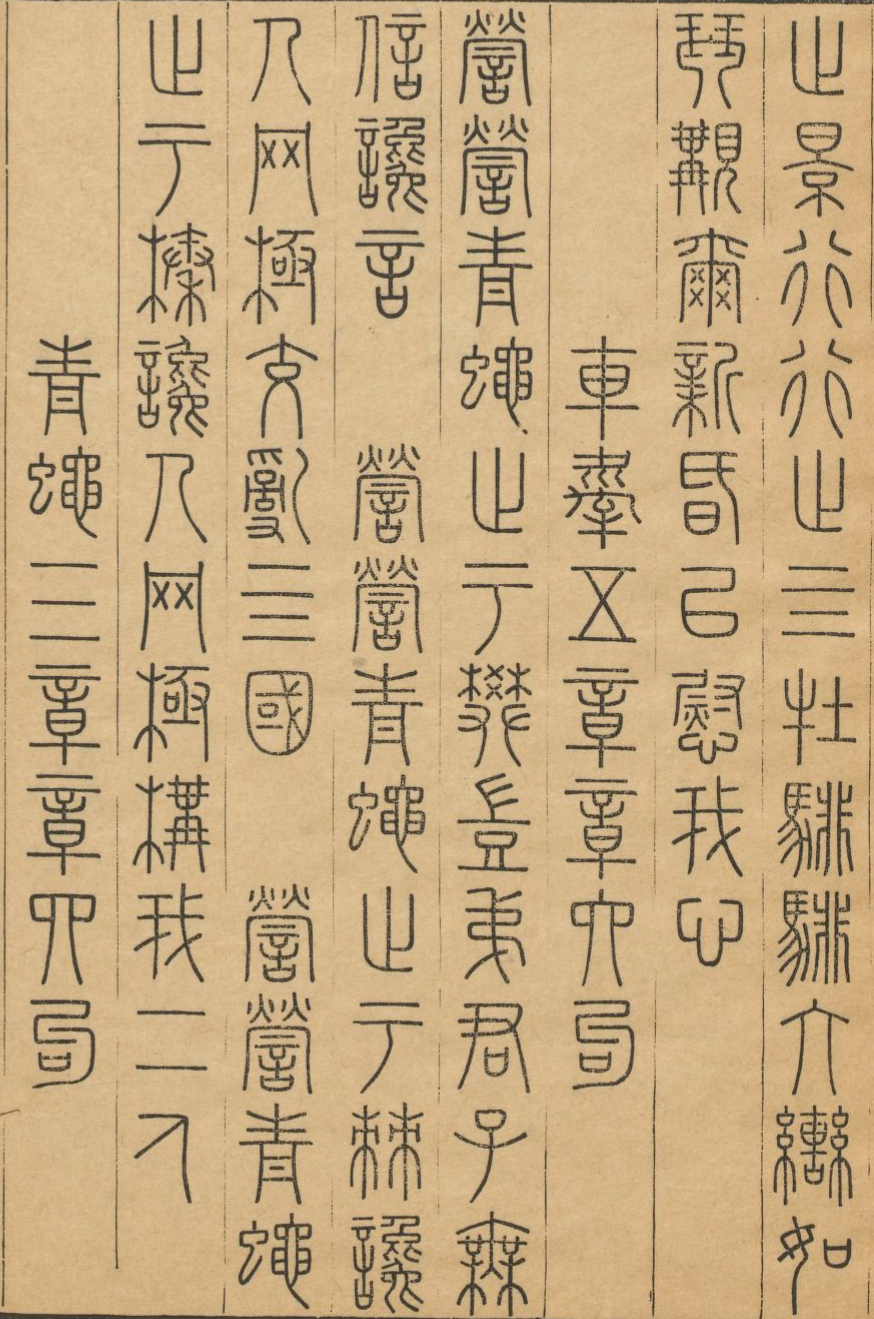 止景行行止四牡騑騑六轡如
琴覯爾新昏以慰我心
車舝五章章六句
營營青蠅止于樊豈弟君子無
信讒言　營營青蠅止于棘讒
人罔極交亂四國　營營青蠅
止于榛讒人罔極構我二人
青蠅三章章四句